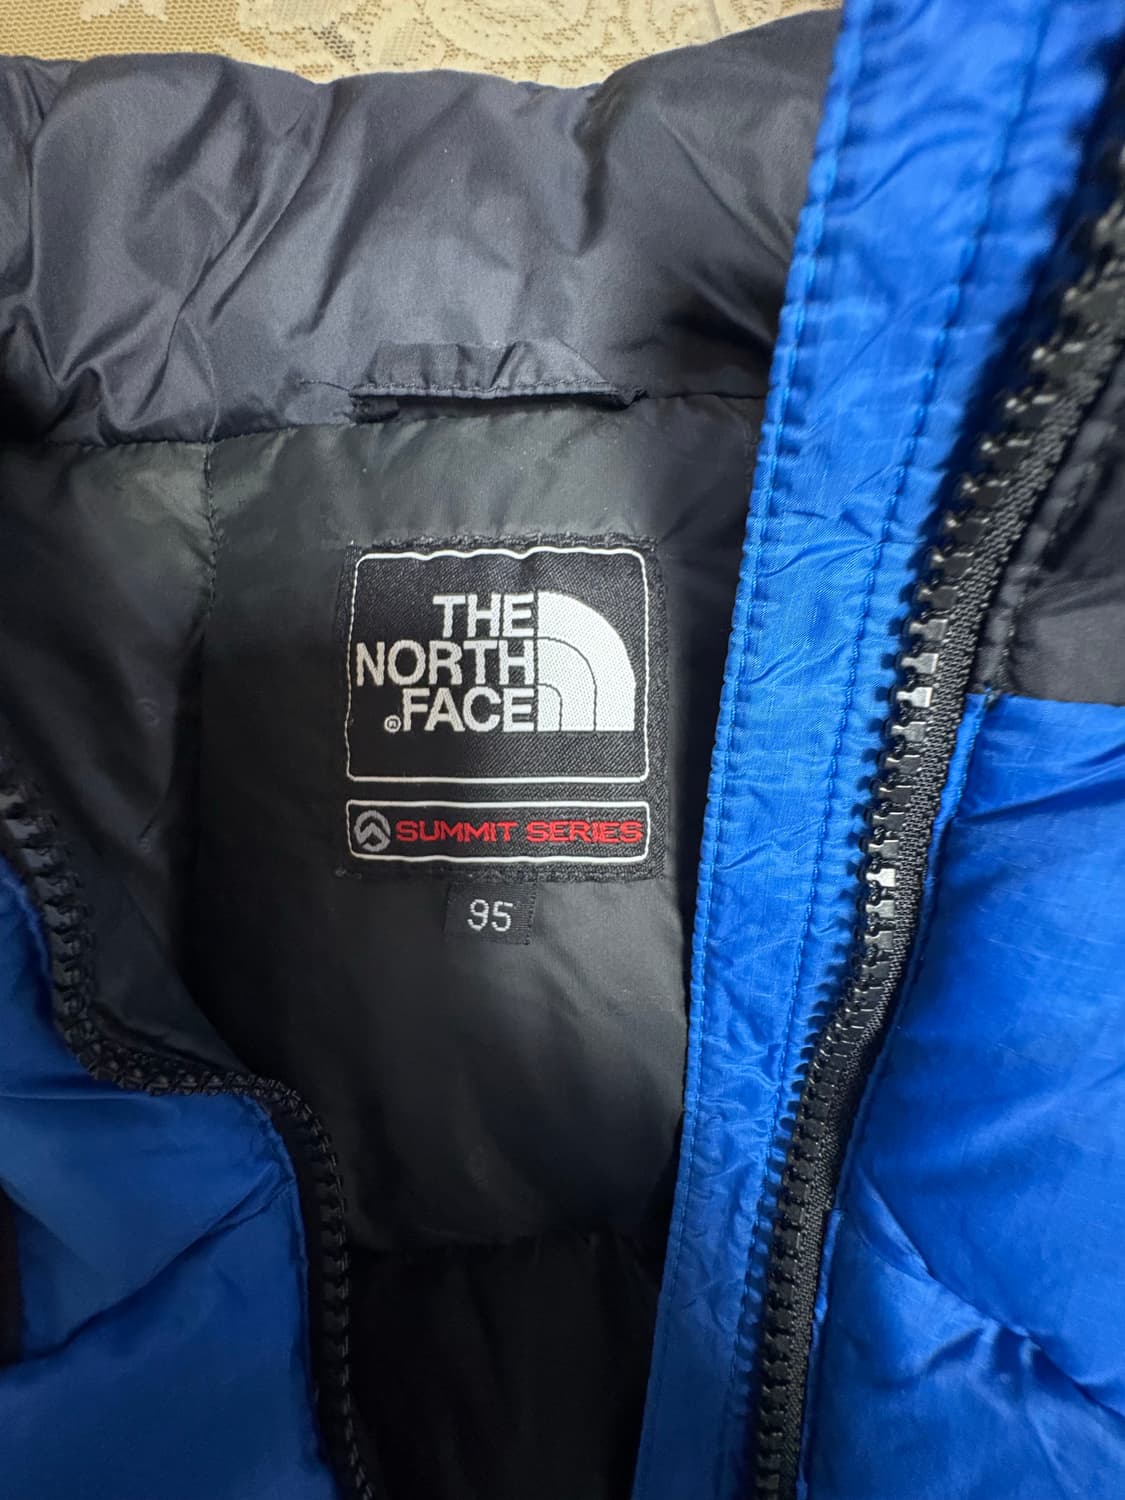 THE
NORTH
®FACE
SUMMIT SERIES
95